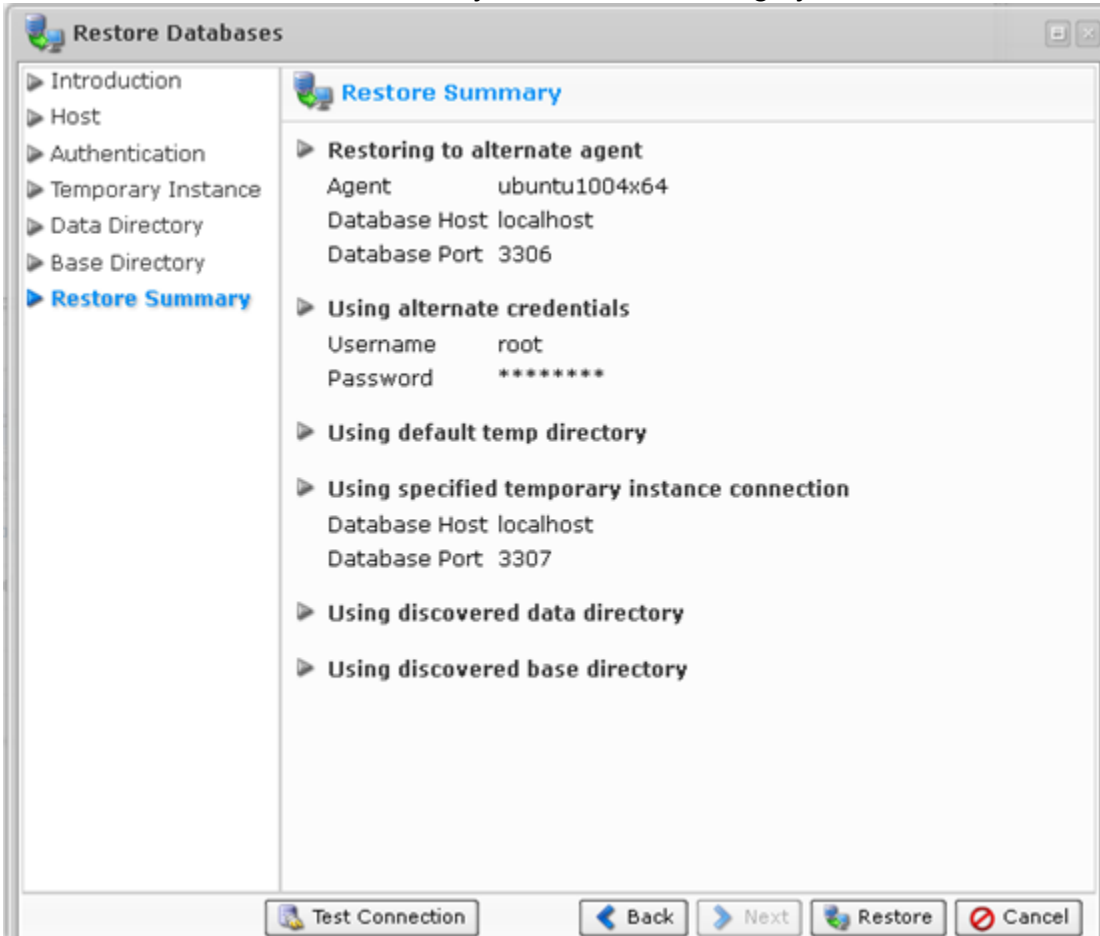 Restore Databases
Introduction
Host
Authentication
Temporary Instance
Data Directory
Base Directory
Restore Summary
Restore Summary
Restoring to alternate agent
Agent ubuntu1004x64
Database Host localhost
Database Port 3306
Using alternate credentials
Username root
Password ********
Using default temp directory
Using specified temporary instance connection
Database Host localhost
Database Port 3307
Using discovered data directory
Using discovered base directory
Test Connection Back Next Restore Cancel